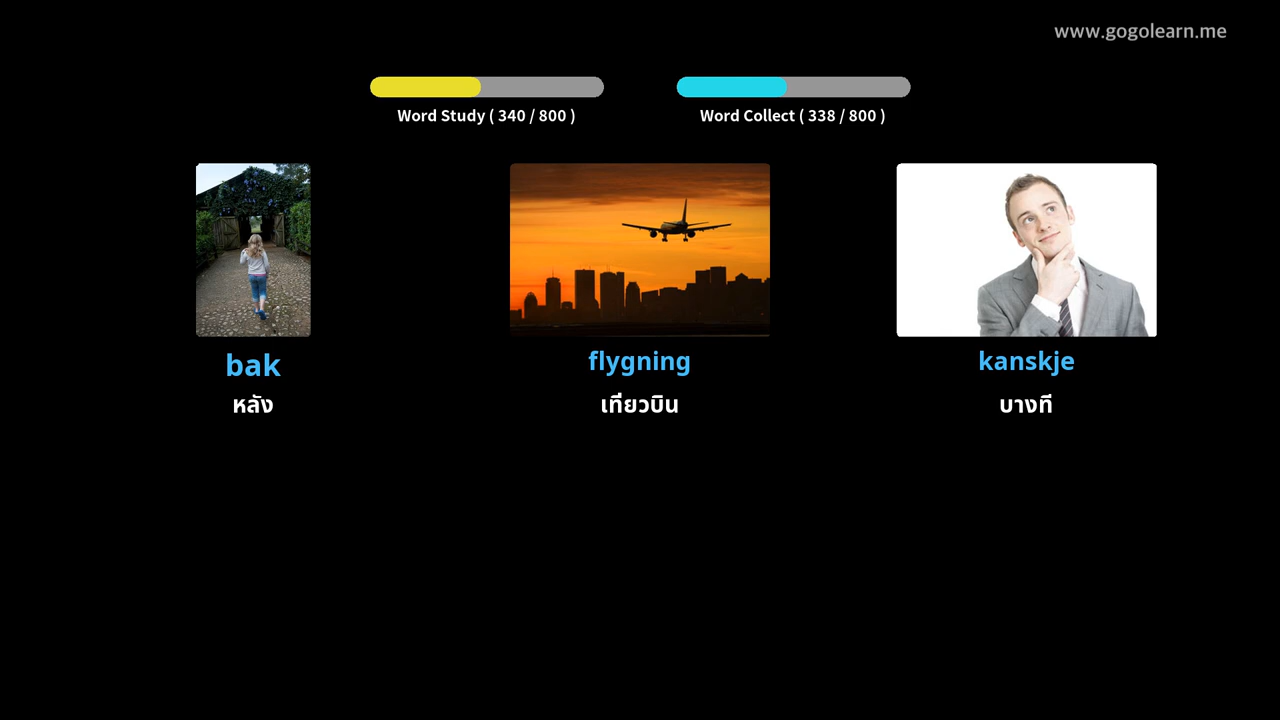 www.gogolearn.me
Word Study ( 340 / 800 )
Word Collect ( 338 / 800 )
bak
flygning
kanskje
หลัง
เที่ยวบิน
บางที